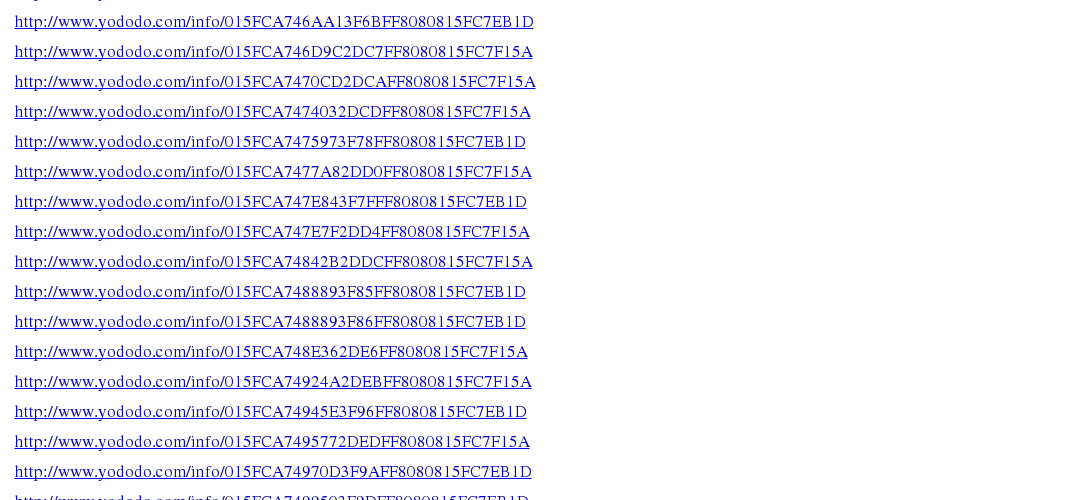 http://www.yododo.com/info/015FCA746AA13F6BFF8080815FC7EB1D
http://www.yododo.com/info/015FCA746D9C2DC7FF8080815FC7F15A
http://www.yododo.com/info/015FCA7470CD2DCAFF8080815FC7F15A
http://www.yododo.com/info/015FCA7474032DCDFF8080815FC7F15A
http://www.yododo.com/info/015FCA7475973F78FF8080815FC7EB1D
http://www.yododo.com/info/015FCA7477A82DD0FF8080815FC7F15A
http://www.yododo.com/info/015FCA747E843F7FFF8080815FC7EB1D
http://www.yododo.com/info/015FCA747E7F2DD4FF8080815FC7F15A
http://www.yododo.com/info/015FCA74842B2DDCFF8080815FC7F15A
http://www.yododo.com/info/015FCA7488893F85FF8080815FC7EB1D
http://www.yododo.com/info/015FCA7488893F86FF8080815FC7EB1D
http://www.yododo.com/info/015FCA748E362DE6FF8080815FC7F15A
http://www.yododo.com/info/015FCA74924A2DEBFF8080815FC7F15A
http://www.yododo.com/info/015FCA74945E3F96FF8080815FC7EB1D
http://www.yododo.com/info/015FCA7495772DEDFF8080815FC7F15A
http://www.yododo.com/info/015FCA74970D3F9AFF8080815FC7EB1D